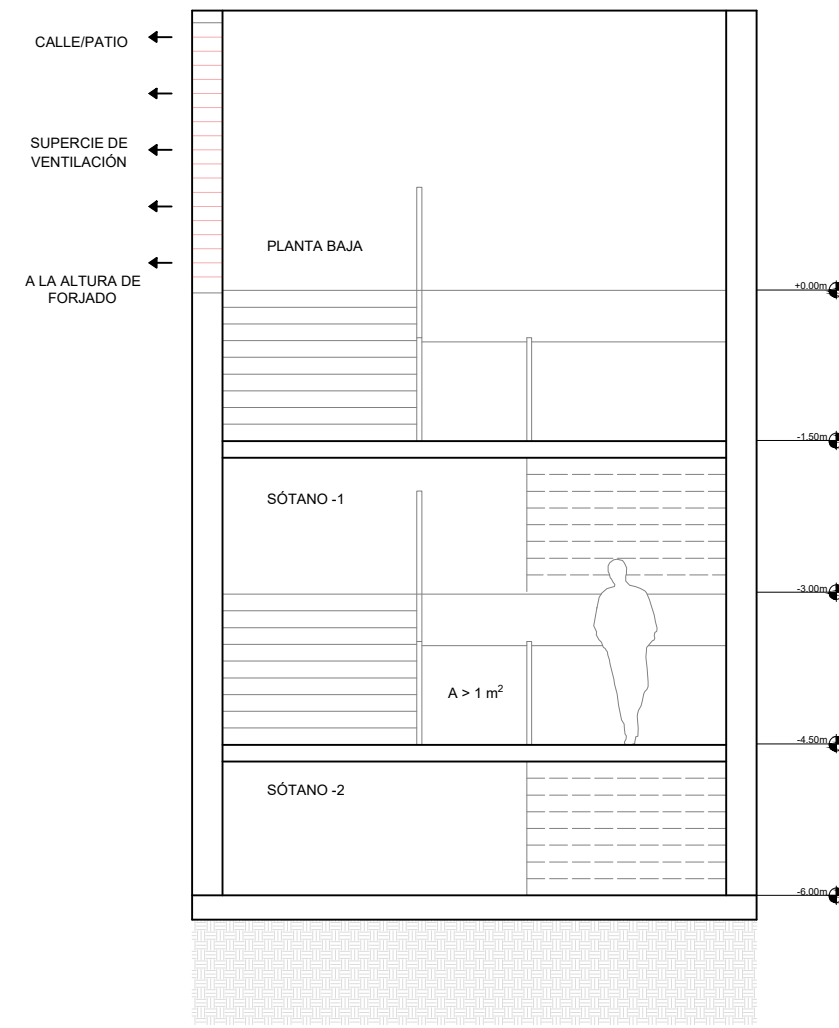 CALLE/PATIO
SUPERCIE DE
VENTILACIÓN
PLANTA BAJA
A LA ALTURA DE
FORJADO
+0.00m
-1.50m
SÓTANO -1
-3.00m
A > 1 m²
-4.50m
SÓTANO -2
-6.00m